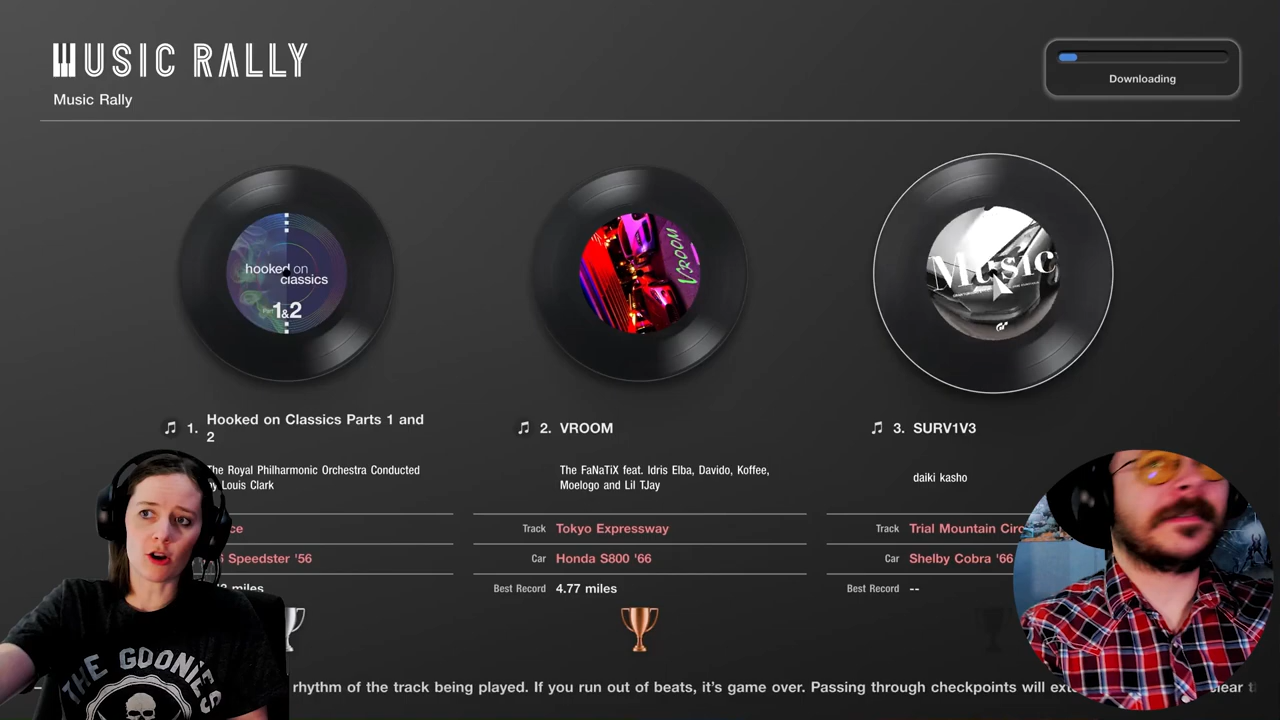 MUSIC RALLY
Music Rally
Downloading
hooked on
classics
1&2
VROOM
Music
1. Hooked on Classics Parts 1 and
2
The Royal Philharmonic Orchestra Conducted
by Louis Clark
ce
Speedster '56
miles
2. VROOM
The FaNaTiX feat. Idris Elba, Davido, Koffee,
Moelogo and Lil TJay
Track Tokyo Expressway
Car Honda S800 '66
Best Record 4.77 miles
3. SURV1V3
daiki kasho
Track Trial Mountain Circ
Car Shelby Cobra '66
Best Record --
THE GOONIES
rhythm of the track being played. If you run out of beats, it's game over. Passing through checkpoints will ext